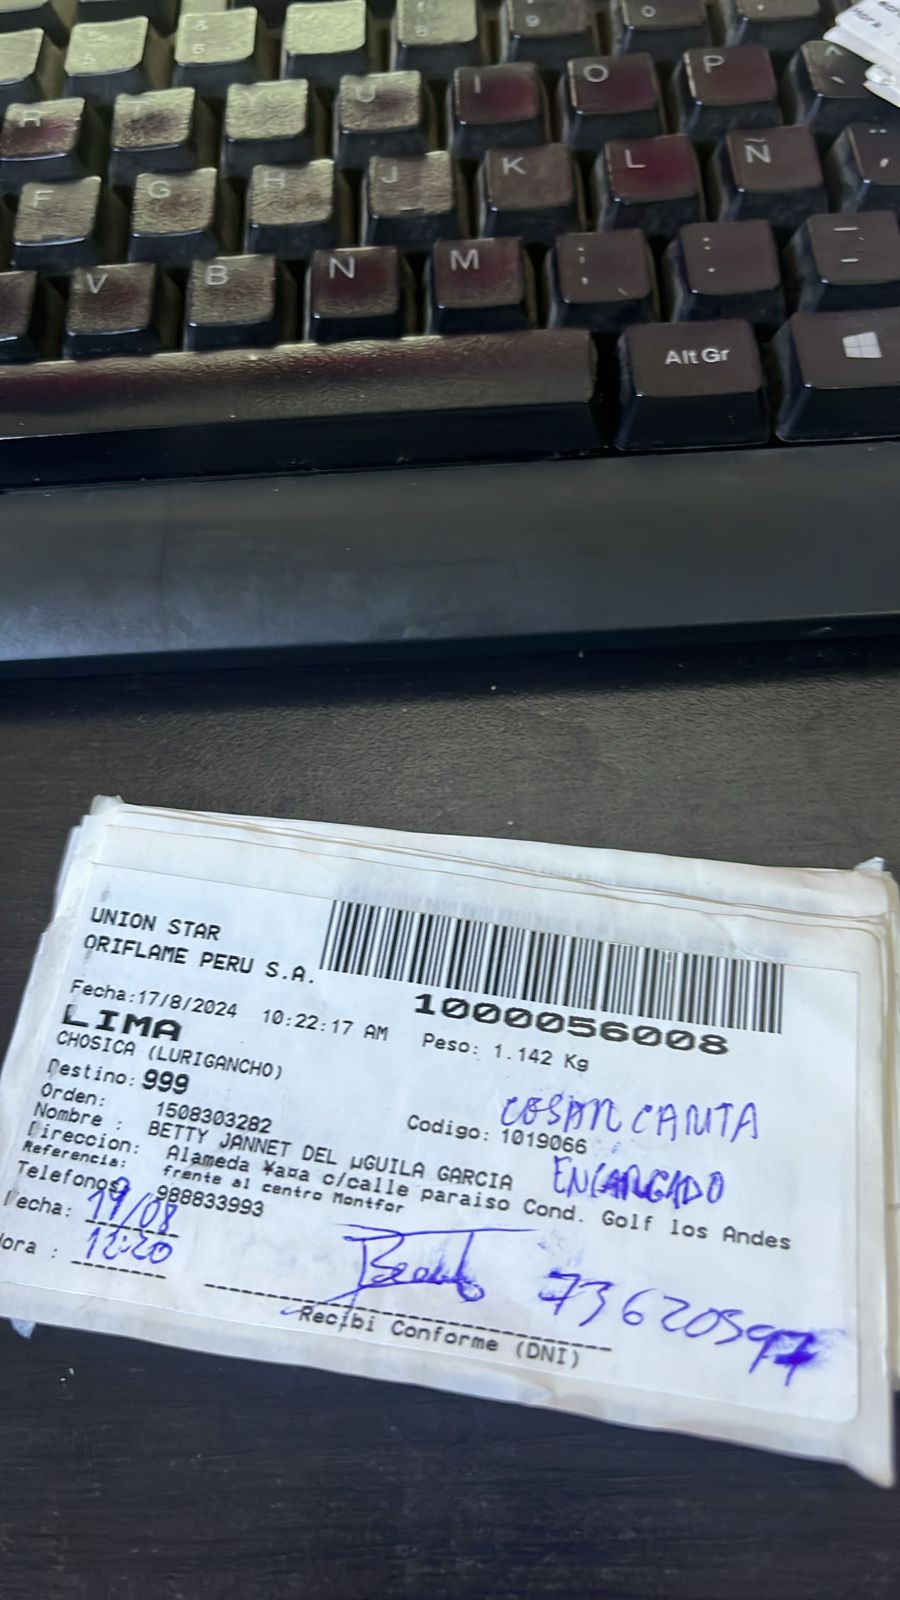 U I O P
G H J K L Ñ
V B N M
Alt Gr
UNION STAR
ORIFLAME PERU S.A.
Fecha:17/8/2024 10:22:17 AM
1000056008
LIMA
Peso: 1.142 Kg
CHOSICA (LURIGANCHO)
Destino: 999
Orden: 1508303282
Codigo: 1019066
CANTA
ENCARGADO
Nombre : BETTY JANNET DEL µGUILA GARCIA
Direccion: Alameda ¥a¤a c/calle paraiso Cond. Golf los Andes
Referencia: frente al centro Montfor
Telefonos: 988833993
Fecha: 19/08
Hora : 12:20
Recibi Conforme (DNI)